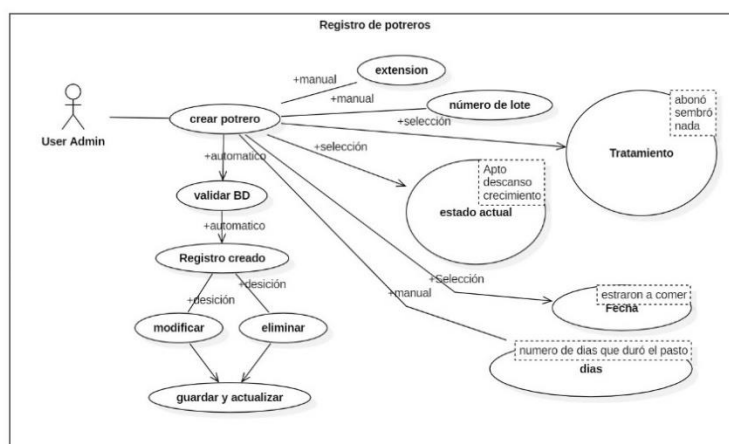 Registro de potreros
+manual
extension
+manual
número de lote
abonó
sembró
nada
crear potrero
+selección
User Admin
Tratamiento
+automatico
+selección
Apto
descanso
crecimiento
validar BD
estado actual
+automatico
Registro creado
+Selección
+desición
+desición
+manual
estraron a comer
Fecha
modificar
eliminar
numero de dias que duró el pasto
días
guardar y actualizar